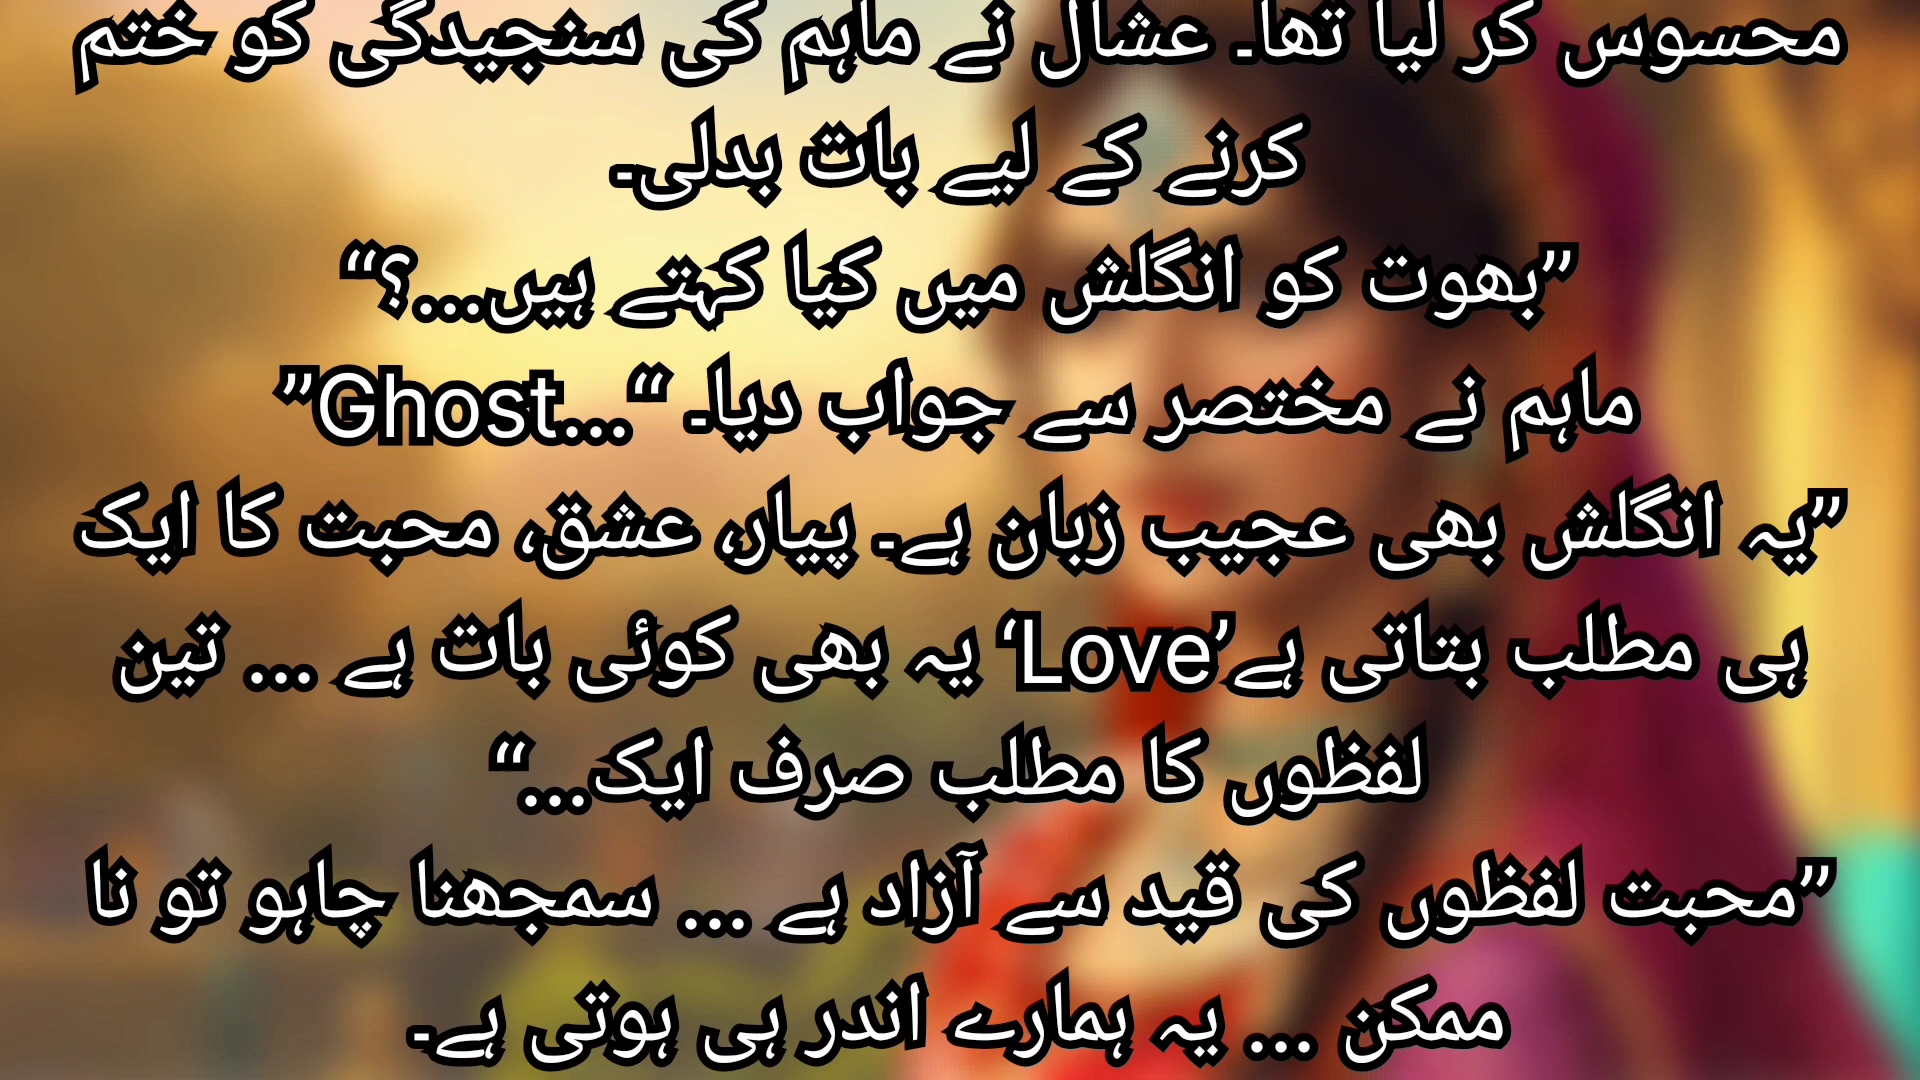 محسوس کر لیا تھا۔ عشال نے ماہم کی سنجیدگی کو ختم
کرنے کے لیے بات بدلی۔
”بھوت کو انگلش میں کیا کہتے ہیں...؟“
ماہم نے مختصر سے جواب دیا۔ “...Ghost”
”یہ انگلش بھی عجیب زبان ہے۔ پیار، عشق، محبت کا ایک
ہی مطلب بتاتی ہے’Love‘ یہ بھی کوئی بات ہے ... تین
لفظوں کا مطلب صرف ایک...“
”محبت لفظوں کی قید سے آزاد ہے ... سمجھنا چاہو تو نا
ممکن ... یہ ہمارے اندر ہی ہوتی ہے۔